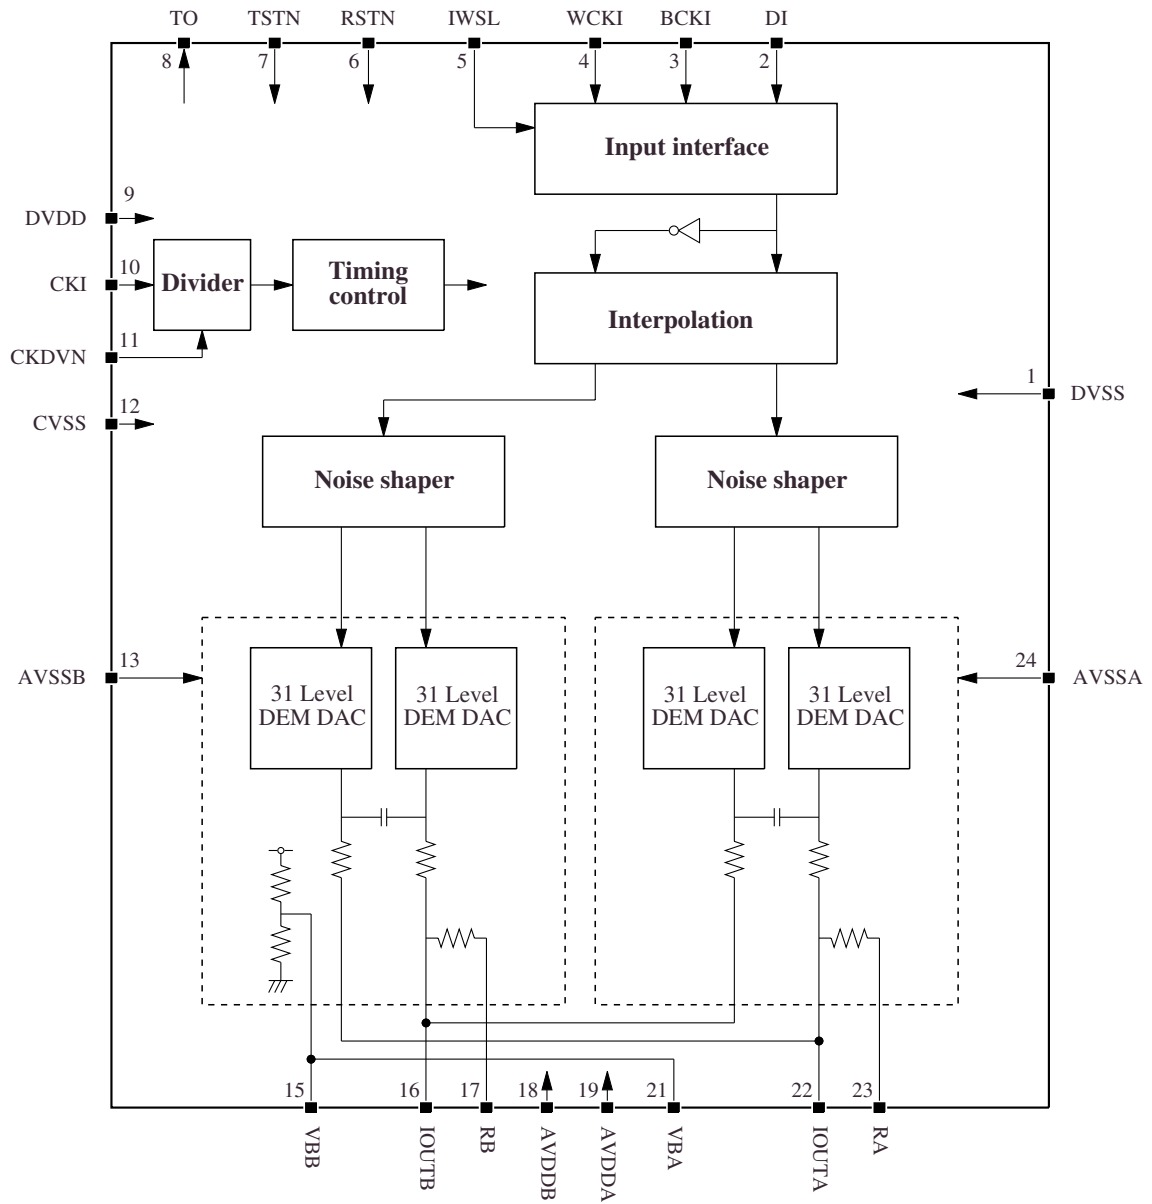 TO TSTN RSTN IWSL WCKI BCKI DI
8 7 6 5 4 3 2
Input interface
9
DVDD
10
CKI
Divider
Timing
control
Interpolation
11
CKDVN
1
DVSS
12
CVSS
Noise shaper Noise shaper
13
AVSSB
24
AVSSA
31 Level
DEM DAC
31 Level
DEM DAC
31 Level
DEM DAC
31 Level
DEM DAC
15 16 17 18 19 21 22 23
VBB IOUTB RB AVDDB AVDDA VBA IOUTA RA